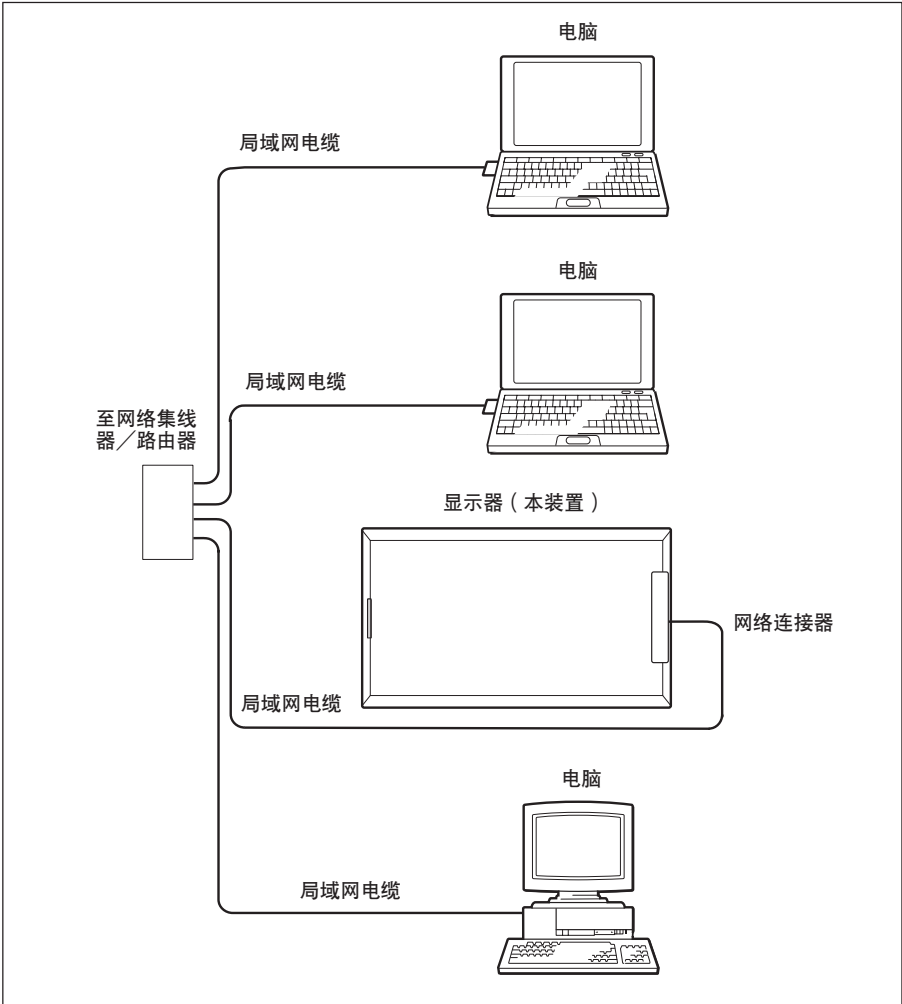 电脑
局域网电缆
电脑
局域网电缆
至网络集线
器／路由器
显示器（本装置）
网络连接器
局域网电缆
电脑
局域网电缆